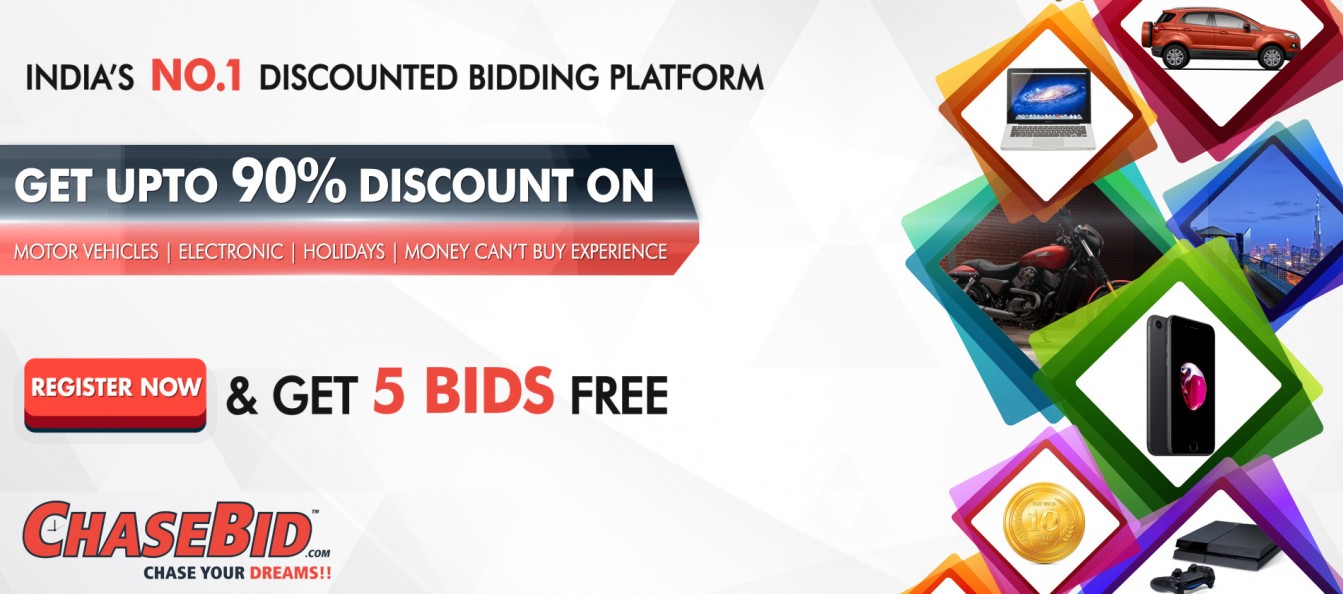 INDIA'S NO.1 DISCOUNTED BIDDING PLATFORM
GET UPTO 90% DISCOUNT ON
MOTOR VEHICLES | ELECTRONIC | HOLIDAYS | MONEY CAN'T BUY EXPERIENCE
REGISTER NOW & GET 5 BIDS FREE
CHASEBID™.COM
CHASE YOUR DREAMS!!
10